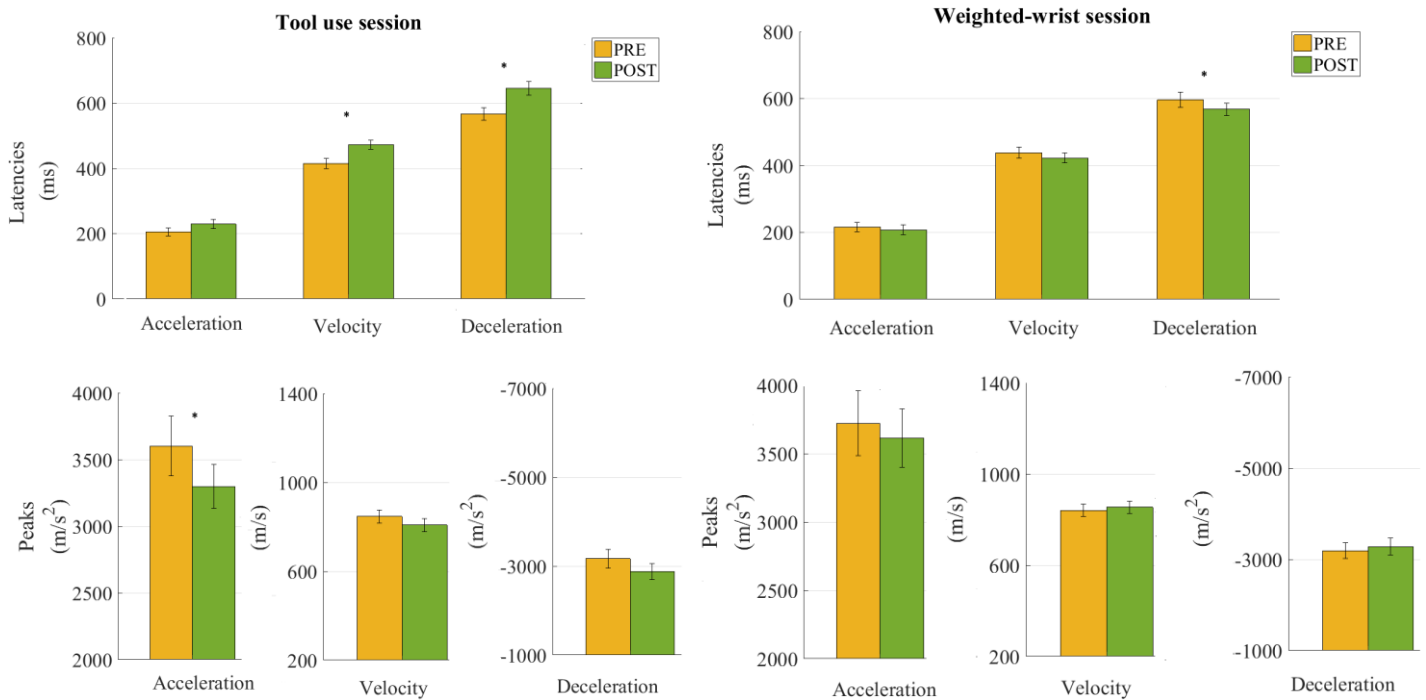 Tool use session
PRE
POST
*
*
800
600
400
200
0
Latencies
(ms)
Acceleration
Velocity
Deceleration
Weighted-wrist session
PRE
POST
*
800
600
400
200
0
Latencies
(ms)
Acceleration
Velocity
Deceleration
*
4000
3500
3000
2500
2000
Peaks
(m/s²)
Acceleration
1400
1000
600
200
(m/s)
Velocity
-7000
-5000
-3000
-1000
(m/s²)
Deceleration
4000
3500
3000
2500
2000
Peaks
(m/s²)
Acceleration
1400
1000
600
200
(m/s)
Velocity
-7000
-5000
-3000
-1000
(m/s²)
Deceleration